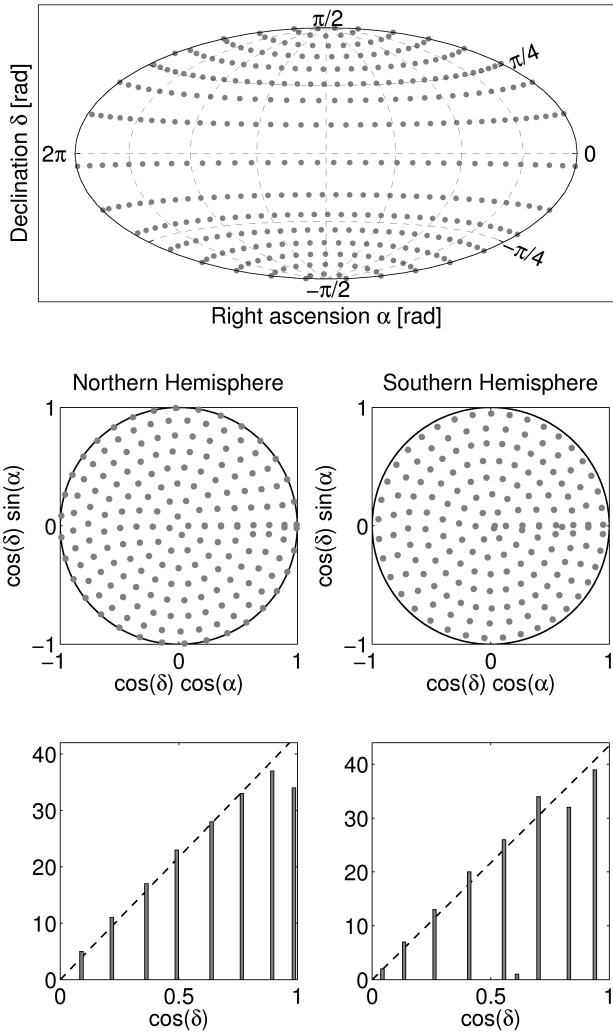 π/2
π/4
Declination δ [rad]
2π
0
−π/4
−π/2
Right ascension α [rad]
Northern Hemisphere
Southern Hemisphere
1
1
cos(δ) sin(α)
cos(δ) sin(α)
0
0
−1
−1
−1
0
1
−1
0
1
cos(δ) cos(α)
cos(δ) cos(α)
40
30
20
10
0
40
30
20
10
0
0
0.5
1
0
0.5
1
cos(δ)
cos(δ)